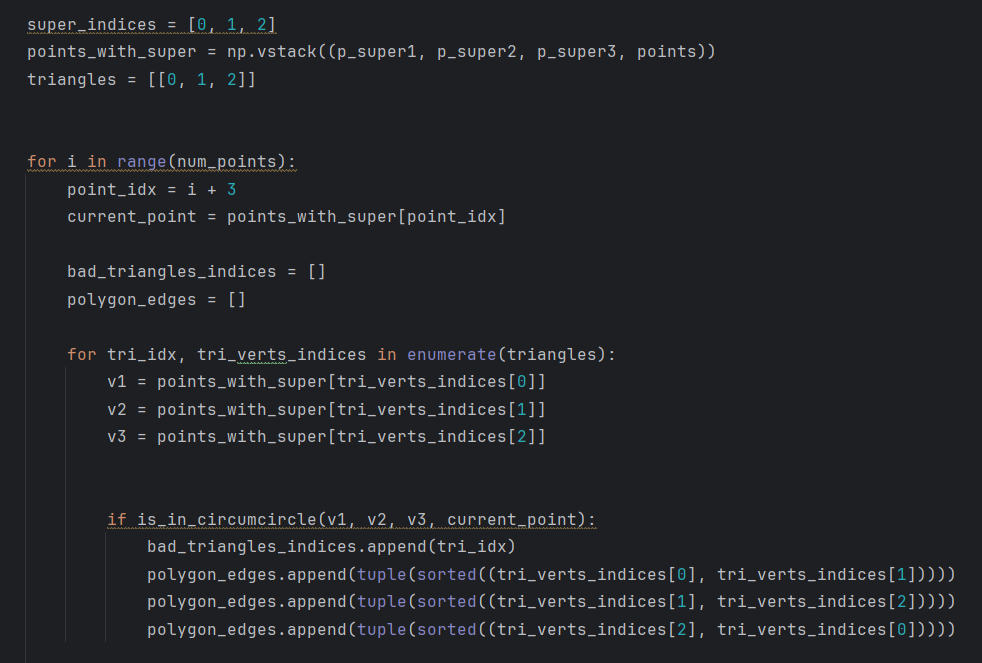 super_indices = [0, 1, 2]
points_with_super = np.vstack((p_super1, p_super2, p_super3, points))
triangles = [[0, 1, 2]]
for i in range(num_points):
    point_idx = i + 3
    current_point = points_with_super[point_idx]
    bad_triangles_indices = []
    polygon_edges = []
    for tri_idx, tri_verts_indices in enumerate(triangles):
        v1 = points_with_super[tri_verts_indices[0]]
        v2 = points_with_super[tri_verts_indices[1]]
        v3 = points_with_super[tri_verts_indices[2]]
        if is_in_circumcircle(v1, v2, v3, current_point):
            bad_triangles_indices.append(tri_idx)
            polygon_edges.append(tuple(sorted((tri_verts_indices[0], tri_verts_indices[1]))))
            polygon_edges.append(tuple(sorted((tri_verts_indices[1], tri_verts_indices[2]))))
            polygon_edges.append(tuple(sorted((tri_verts_indices[2], tri_verts_indices[0]))))